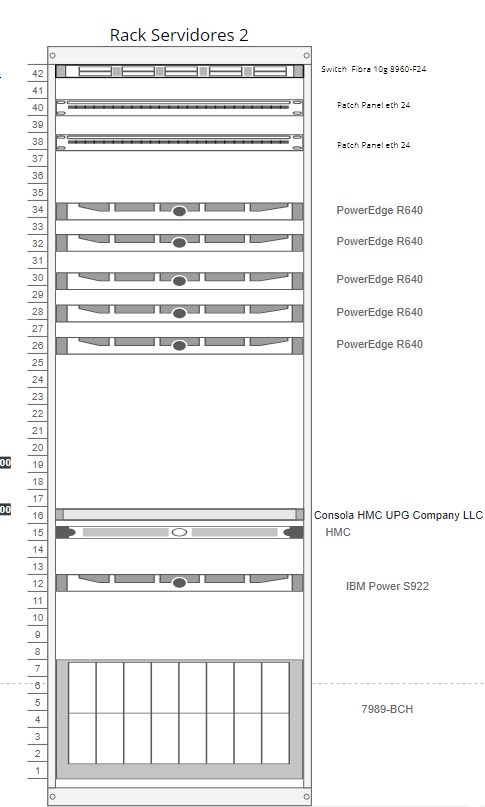 Rack Servidores 2
42 Switch Fibra 10g 8960-F24
41
40 Patch Panel eth 24
39
38 Patch Panel eth 24
37
36
35
34 PowerEdge R640
33
32 PowerEdge R640
31
30 PowerEdge R640
29
28 PowerEdge R640
27
26 PowerEdge R640
25
24
23
22
21
20
00 19
18
17
00 16 Consola HMC UPG Company LLC
15 HMC
14
13
12 IBM Power S922
11
10
9
8
7
6
5 7989-BCH
4
3
2
1